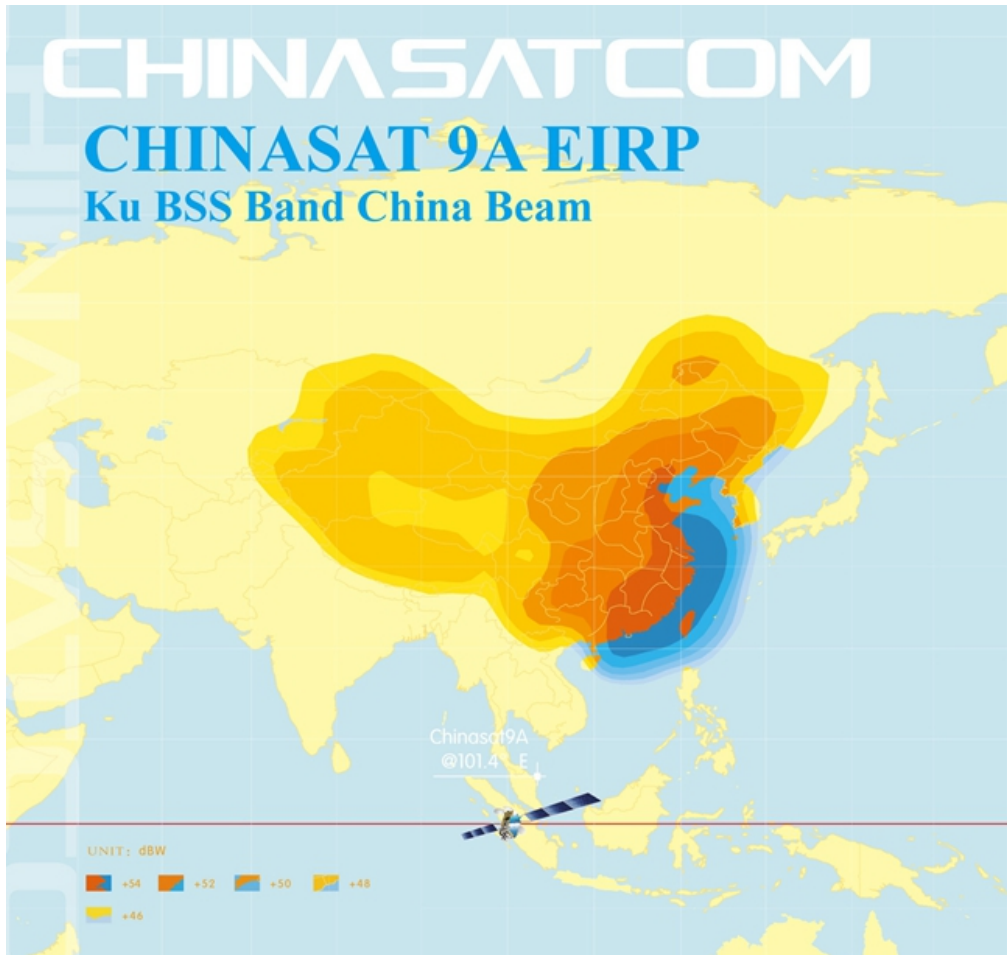 CHINASATCOM
CHINASAT 9A EIRP
Ku BSS Band China Beam
Chinasat9A
@101.4° E
UNIT: dBW
+54 +52 +50 +48
+46